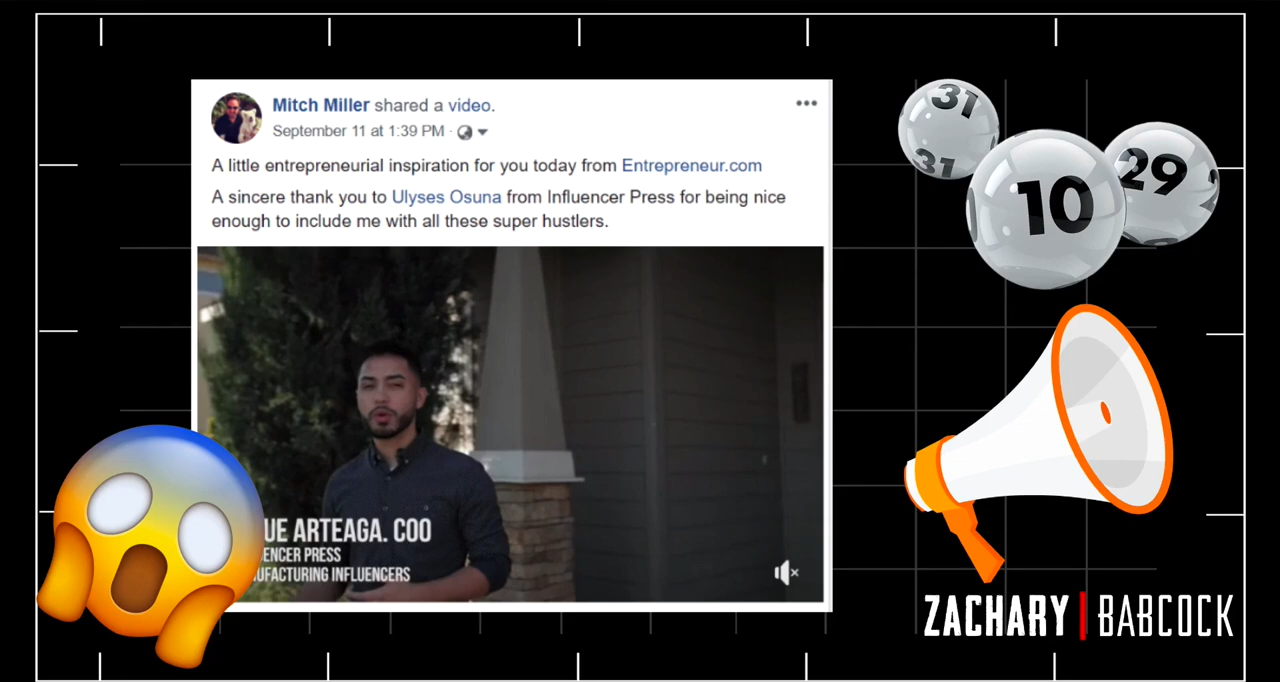 Mitch Miller shared a video.
September 11 at 1:39 PM ·
A little entrepreneurial inspiration for you today from Entrepreneur.com
A sincere thank you to Ulyses Osuna from Influencer Press for being nice
enough to include me with all these super hustlers.
UE ARTEAGA. COO
ENCER PRESS
UFACTURING INFLUENCERS
31
31
10
29
ZACHARY | BABCOCK